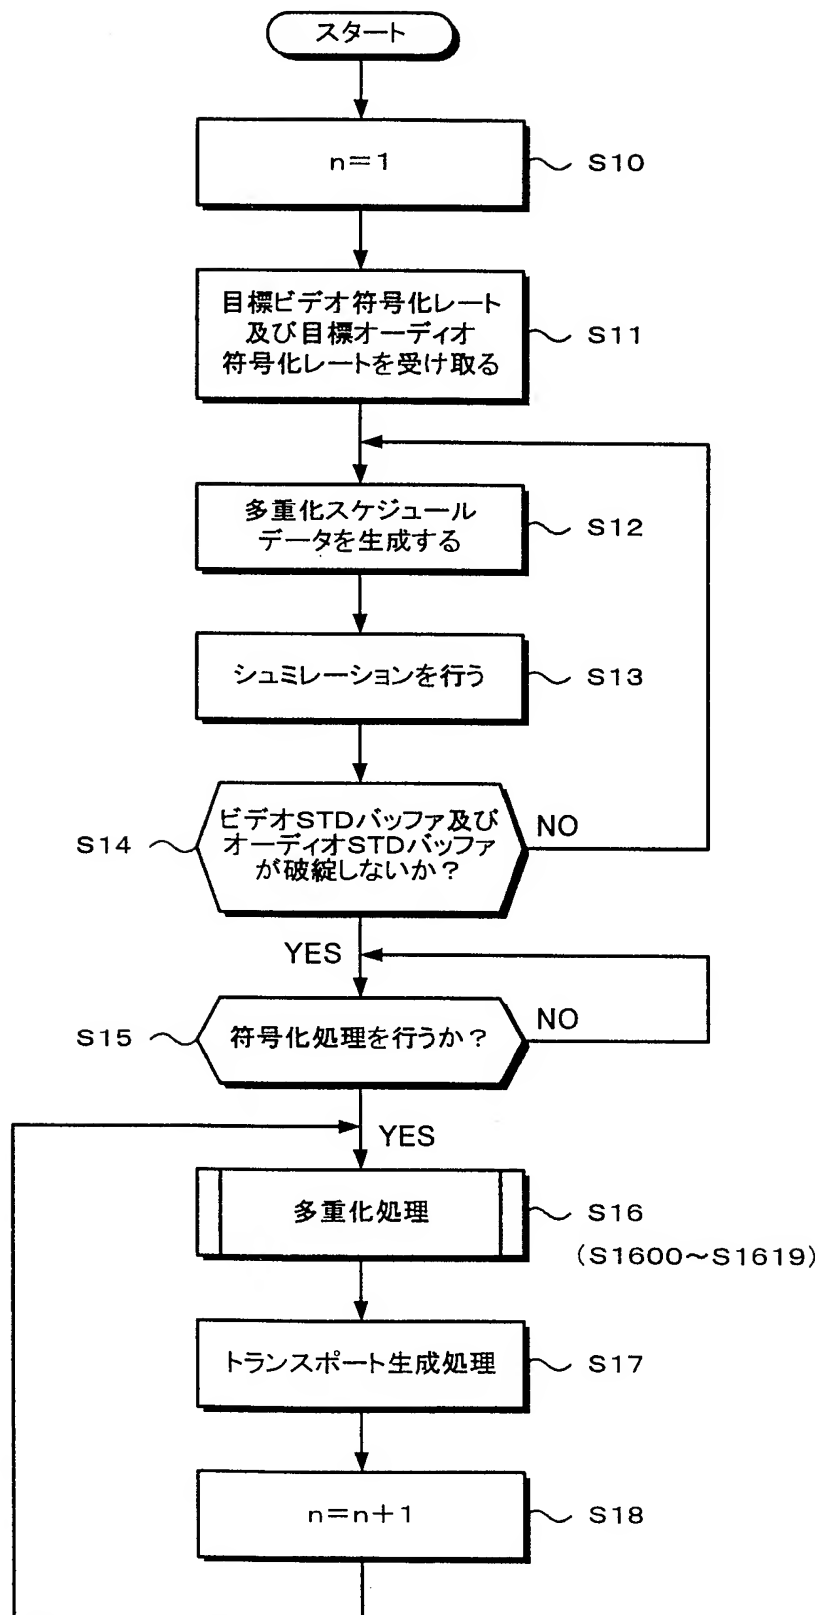 スタート
n=1
S10
目標ビデオ符号化レート
及び目標オーディオ
符号化レートを受け取る
S11
多重化スケジュール
データを生成する
S12
シュミレーションを行う
S13
S14
ビデオSTDバッファ及び
オーディオSTDバッファ
が破綻しないか?
NO
YES
S15
符号化処理を行うか?
NO
YES
多重化処理
S16
(S1600~S1619)
トランスポート生成処理
S17
n=n+1
S18